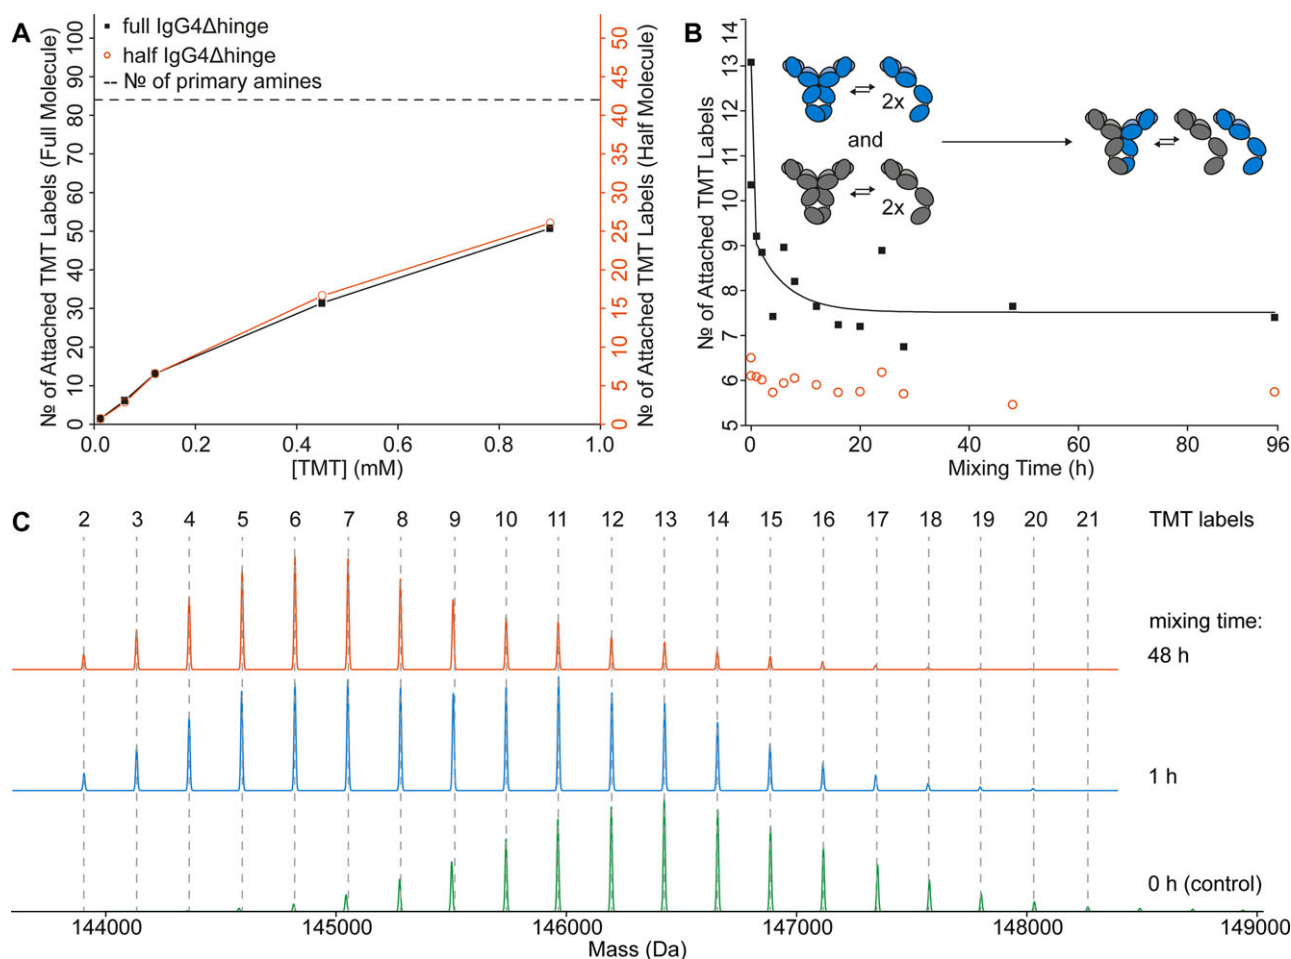 A
full IgG4Δhinge
half IgG4Δhinge
№ of primary amines
№ of Attached TMT Labels (Full Molecule)
100
90
80
70
60
50
40
30
20
10
0
0.0 0.2 0.4 0.6 0.8 1.0
[TMT] (mM)
50
45
40
35
30
25
20
15
10
5
0
№ of Attached TMT Labels (Half Molecule)
B
№ of Attached TMT Labels
14
13
12
11
10
9
8
7
6
5
0 20 40 60 80 96
Mixing Time (h)
2x
and
2x
C
2 3 4 5 6 7 8 9 10 11 12 13 14 15 16 17 18 19 20 21 TMT labels
mixing time:
48 h
1 h
0 h (control)
144000 145000 146000 147000 148000 149000
Mass (Da)